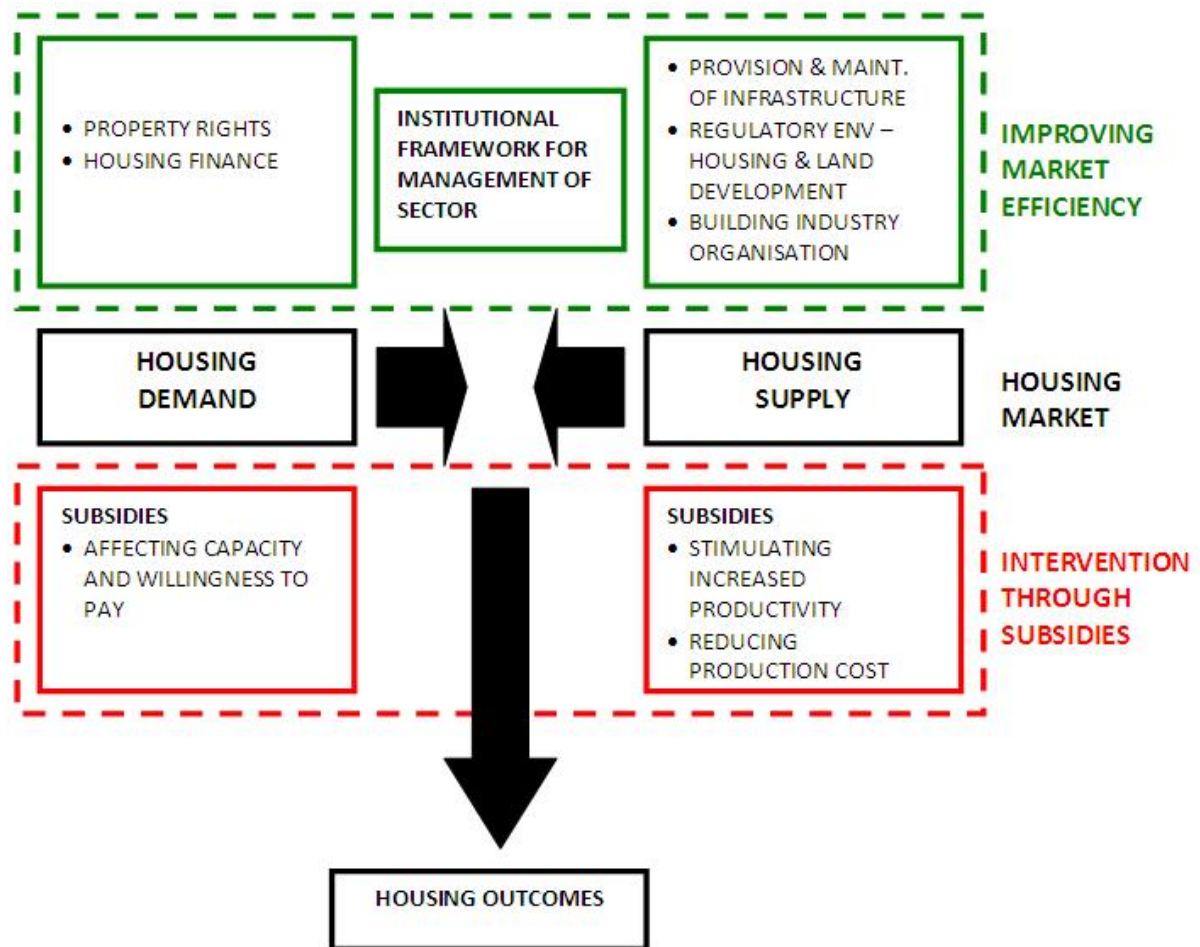 • PROPERTY RIGHTS
• HOUSING FINANCE
INSTITUTIONAL
FRAMEWORK FOR
MANAGEMENT OF
SECTOR
• PROVISION & MAINT.
OF INFRASTRUCTURE
• REGULATORY ENV –
HOUSING & LAND
DEVELOPMENT
• BUILDING INDUSTRY
ORGANISATION
IMPROVING
MARKET
EFFICIENCY
HOUSING
DEMAND
HOUSING
SUPPLY
HOUSING
MARKET
SUBSIDIES
• AFFECTING CAPACITY
AND WILLINGNESS TO
PAY
SUBSIDIES
• STIMULATING
INCREASED
PRODUCTIVITY
• REDUCING
PRODUCTION COST
INTERVENTION
THROUGH
SUBSIDIES
HOUSING OUTCOMES